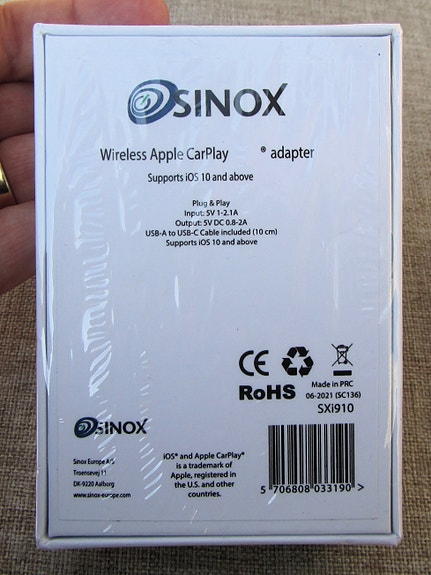 SINOX
Wireless Apple CarPlay ® adapter
Supports iOS 10 and above
Plug & Play
Input: 5V 1-2.1A
Output: 5V DC 0.8-2A
USB-A to USB-C Cable included (10 cm)
Supports iOS 10 and above
CE
RoHS
Made in PRC
06-2021 (SC136)
SXi910
SINOX
Sinox Europe A/S
Troensevej 11
DK-9220 Aalborg
www.sinox-europe.com
iOS® and Apple CarPlay®
is a trademark of
Apple, registered in
the U.S. and other
countries.
5 706808 033190 >